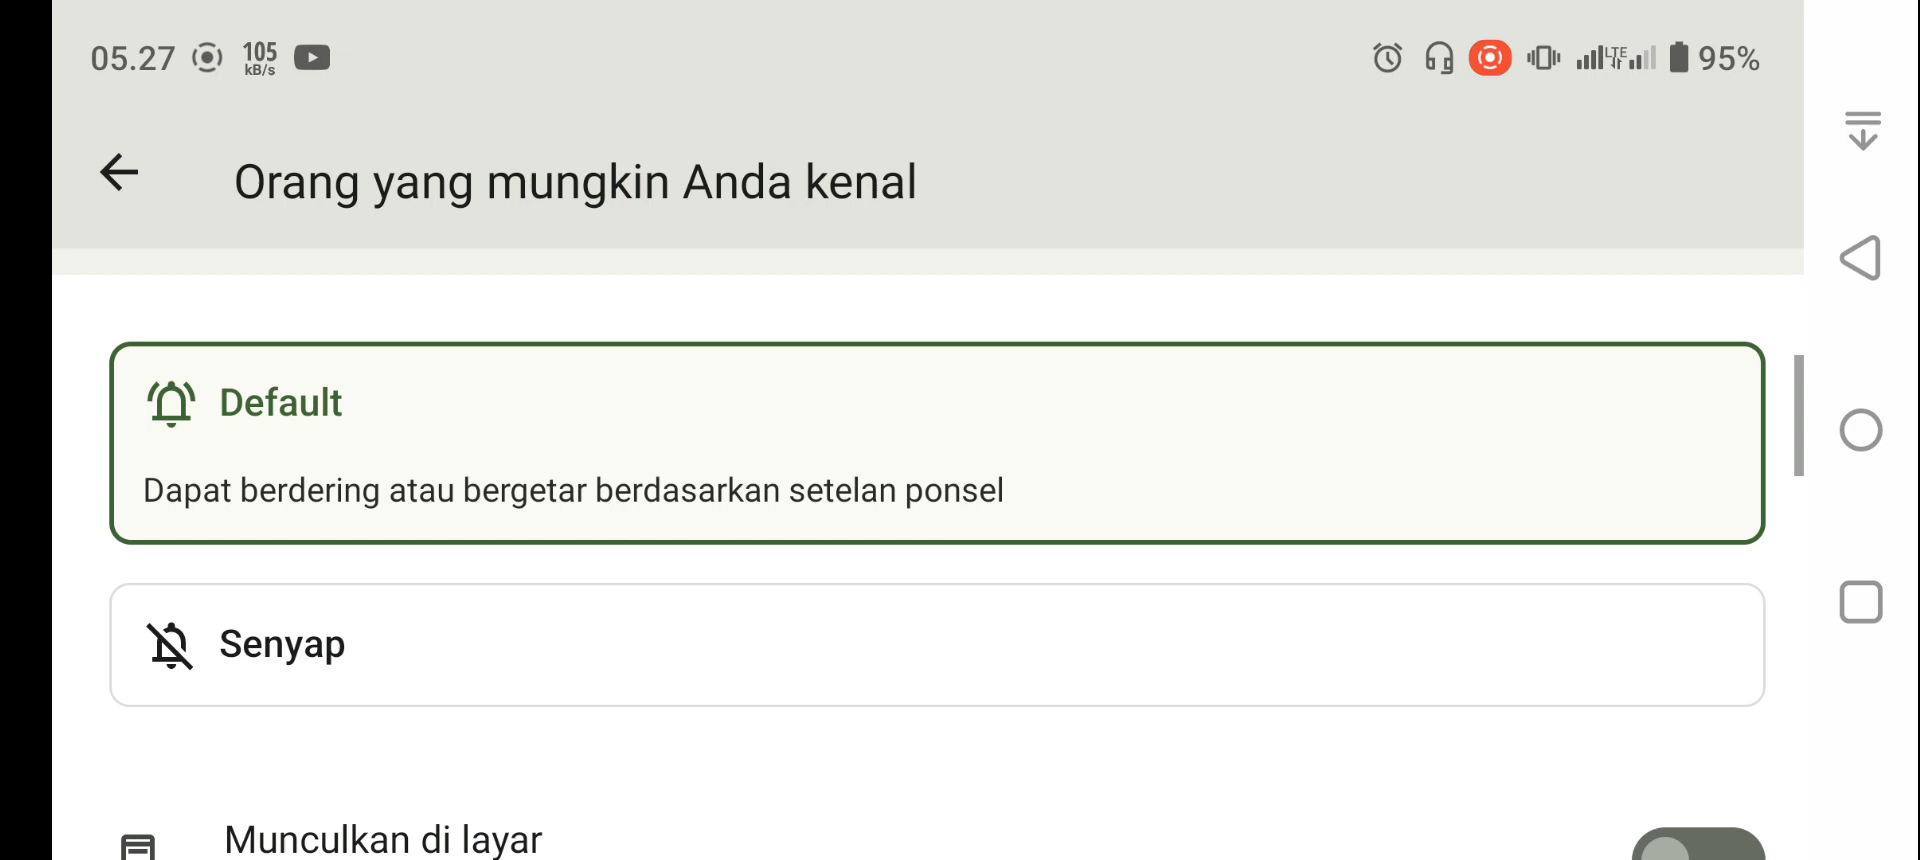 05.27 105 kB/s LTE 95%
Orang yang mungkin Anda kenal
Default
Dapat berdering atau bergetar berdasarkan setelan ponsel
Senyap
Munculkan di layar